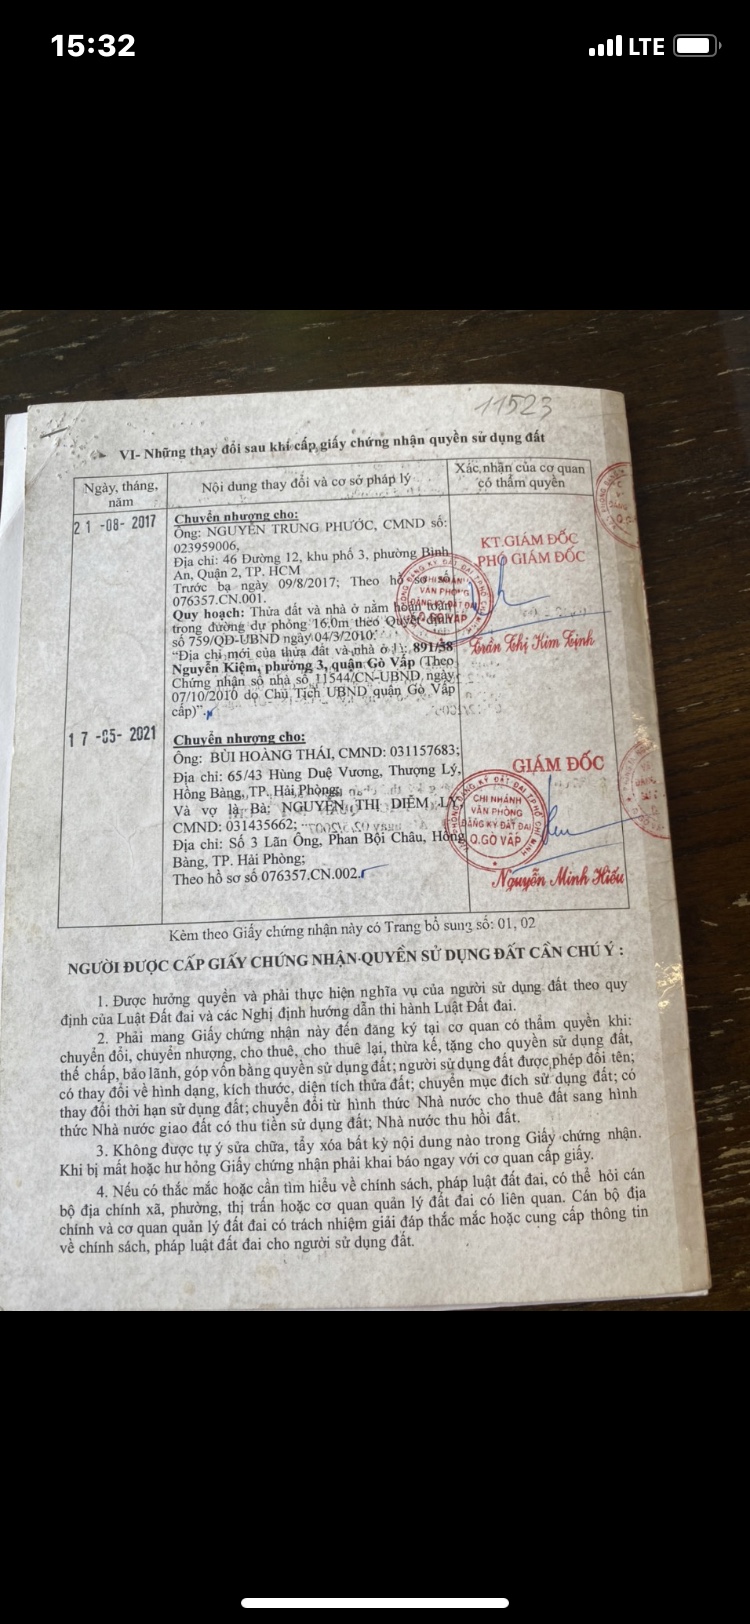 15:32
LTE
11523
VI- Những thay đổi sau khi cấp giấy chứng nhận quyền sử dụng đất
Ngày, tháng, năm
Nội dung thay đổi và cơ sở pháp lý
Xác nhận của cơ quan có thẩm quyền
21-08-2017
Chuyển nhượng cho:
Ông: NGUYỄN TRUNG PHƯỚC, CMND số:
023959006,
Địa chỉ: 46 Đường 12, khu phố 3, phường Bình
An, Quận 2, TP. HCM
Trước bạ ngày 09/8/2017; Theo hồ sơ số
076357.CN.001.
Quy hoạch: Thửa đất và nhà ở nằm hoàn toàn
trong đường dự phòng 16.0m theo Quyết định
số 759/QĐ-UBND ngày 04/3/2010.
“Địa chỉ mới của thửa đất và nhà ở là: 891/38
Nguyễn Kiệm, phường 3, quận Gò Vấp (Theo
Chứng nhận số nhà số 11544/CN-UBND ngày
07/10/2010 do Chủ Tịch UBND quận Gò Vấp
cấp)”.
KT.GIÁM ĐỐC
PHÓ GIÁM ĐỐC
CHI NHÁNH
VĂN PHÒNG
ĐĂNG KÝ ĐẤT ĐAI
Q.GÒ VẤP
Trần Thị Kim Định
17-05-2021
Chuyển nhượng cho:
Ông: BÙI HOÀNG THÁI, CMND: 031157683;
Địa chỉ: 65/43 Hùng Duệ Vương, Thượng Lý,
Hồng Bàng, TP. Hải Phòng;
Và vợ là Bà: NGUYỄN THỊ DIỄM LY,
CMND: 031435662;
Địa chỉ: Số 3 Lãn Ông, Phan Bội Châu, Hồng
Bàng, TP. Hải Phòng;
Theo hồ sơ số 076357.CN.002.
GIÁM ĐỐC
CHI NHÁNH
VĂN PHÒNG
ĐĂNG KÝ ĐẤT ĐAI
Q.GÒ VẤP
Nguyễn Minh Hiếu
Kèm theo Giấy chứng nhận này có Trang bổ sung số: 01, 02
NGƯỜI ĐƯỢC CẤP GIẤY CHỨNG NHẬN QUYỀN SỬ DỤNG ĐẤT CẦN CHÚ Ý :
1. Được hưởng quyền và phải thực hiện nghĩa vụ của người sử dụng đất theo quy
định của Luật Đất đai và các Nghị định hướng dẫn thi hành Luật Đất đai.
2. Phải mang Giấy chứng nhận này đến đăng ký tại cơ quan có thẩm quyền khi:
chuyển đổi, chuyển nhượng, cho thuê, cho thuê lại, thừa kế, tặng cho quyền sử dụng đất,
thế chấp, bảo lãnh, góp vốn bằng quyền sử dụng đất; người sử dụng đất được phép đổi tên;
có thay đổi về hình dạng, kích thước, diện tích thửa đất; chuyển mục đích sử dụng đất; có
thay đổi thời hạn sử dụng đất; chuyển đổi từ hình thức Nhà nước cho thuê đất sang hình
thức Nhà nước giao đất có thu tiền sử dụng đất; Nhà nước thu hồi đất.
3. Không được tự ý sửa chữa, tẩy xóa bất kỳ nội dung nào trong Giấy chứng nhận.
Khi bị mất hoặc hư hỏng Giấy chứng nhận phải khai báo ngay với cơ quan cấp giấy.
4. Nếu có thắc mắc hoặc cần tìm hiểu về chính sách, pháp luật đất đai, có thể hỏi cán
bộ địa chính xã, phường, thị trấn hoặc cơ quan quản lý đất đai có liên quan. Cán bộ địa
chính và cơ quan quản lý đất đai có trách nhiệm giải đáp thắc mắc hoặc cung cấp thông tin
về chính sách, pháp luật đất đai cho người sử dụng đất.